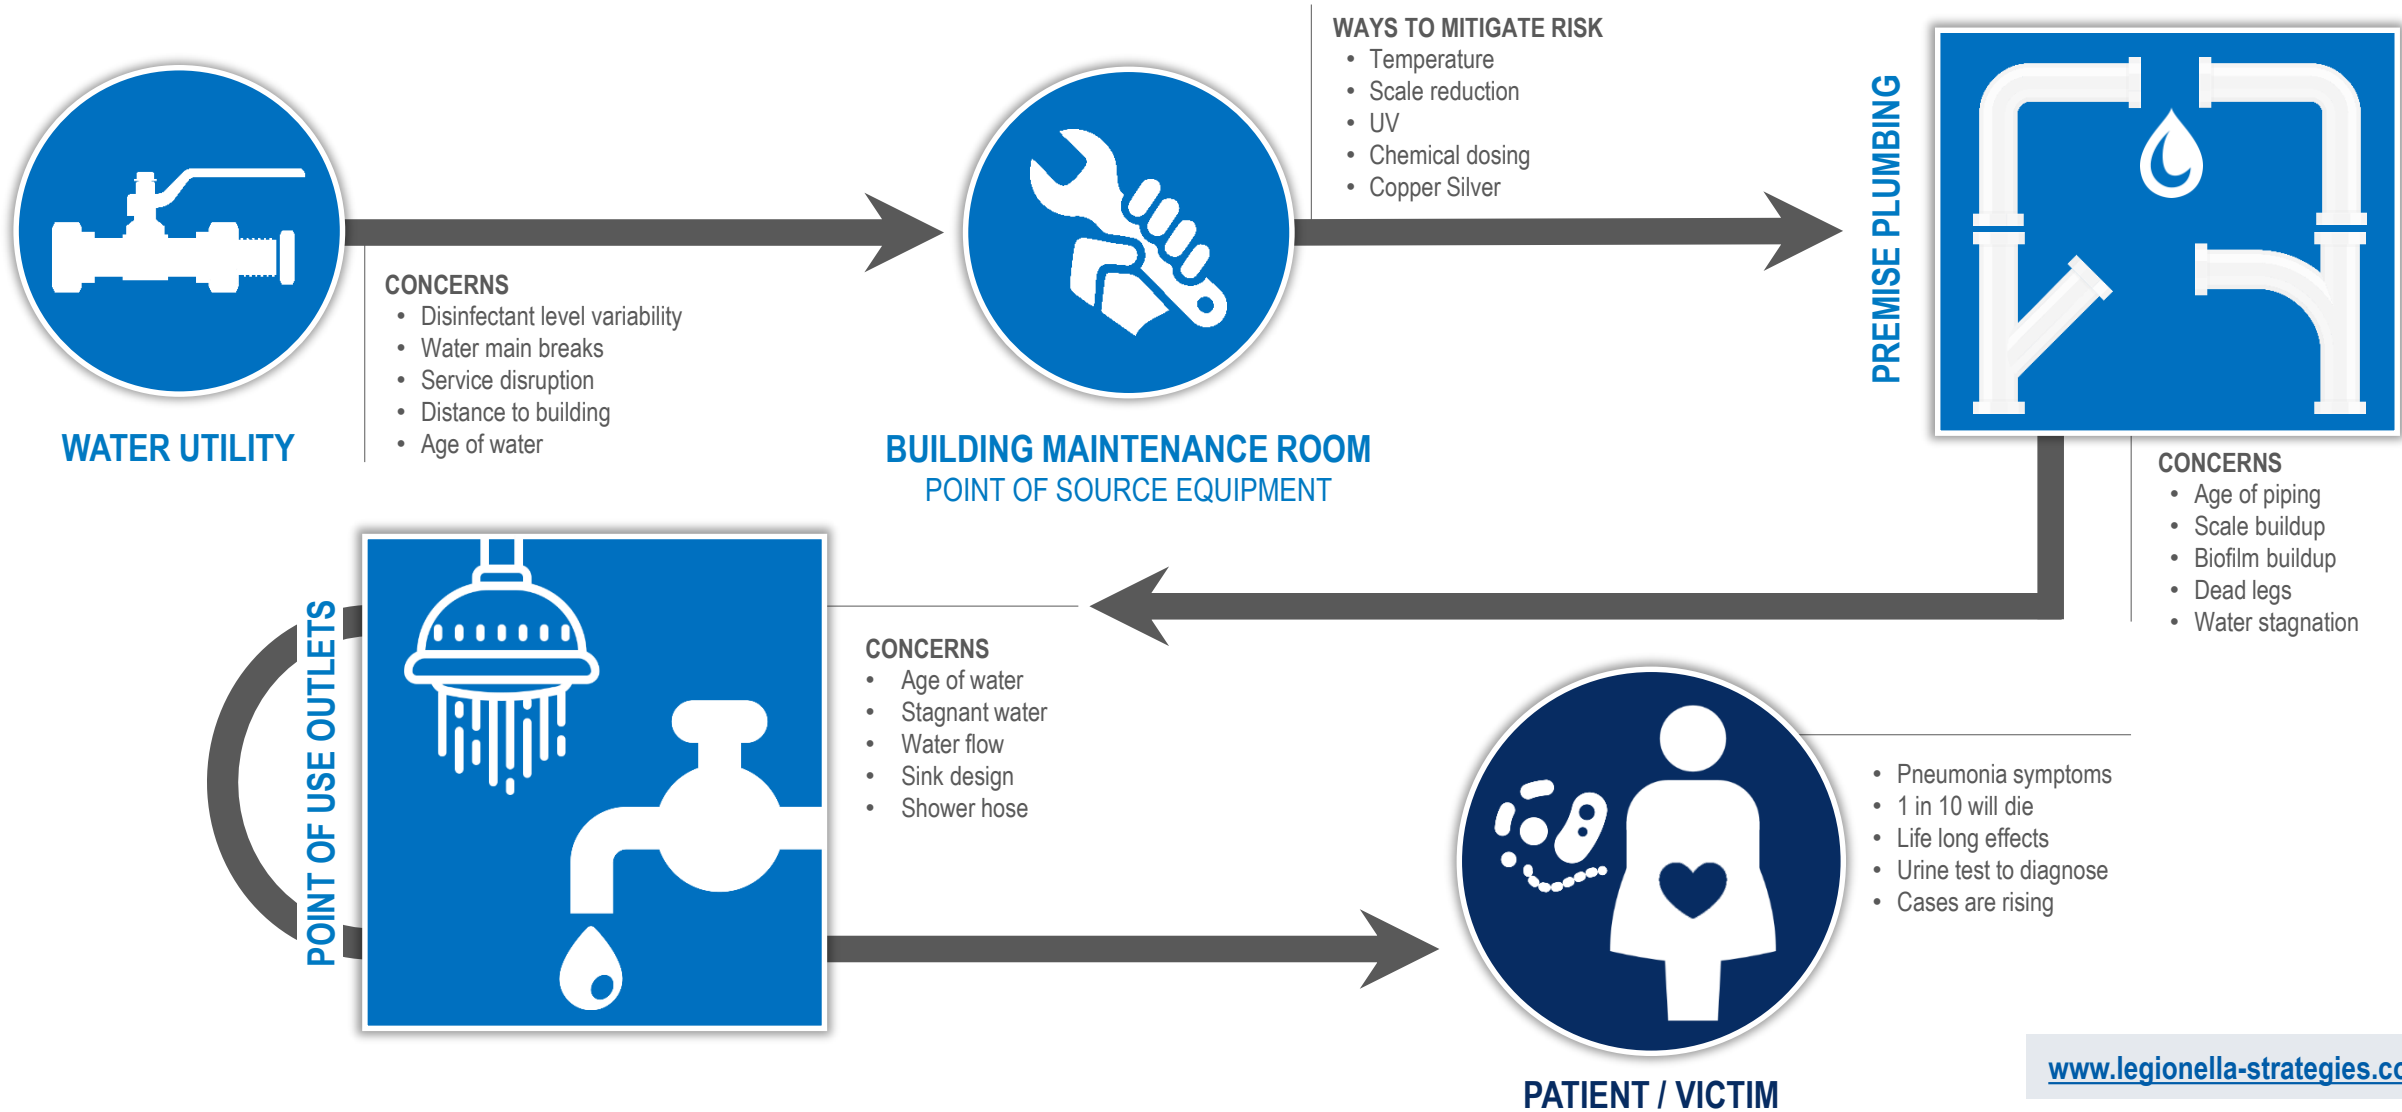 WATER UTILITY
CONCERNS
• Disinfectant level variability
• Water main breaks
• Service disruption
• Distance to building
• Age of water
BUILDING MAINTENANCE ROOM
POINT OF SOURCE EQUIPMENT
WAYS TO MITIGATE RISK
• Temperature
• Scale reduction
• UV
• Chemical dosing
• Copper Silver
PREMISE PLUMBING
CONCERNS
• Age of piping
• Scale buildup
• Biofilm buildup
• Dead legs
• Water stagnation
POINT OF USE OUTLETS
CONCERNS
• Age of water
• Stagnant water
• Water flow
• Sink design
• Shower hose
PATIENT / VICTIM
• Pneumonia symptoms
• 1 in 10 will die
• Life long effects
• Urine test to diagnose
• Cases are rising
www.legionella-strategies.co